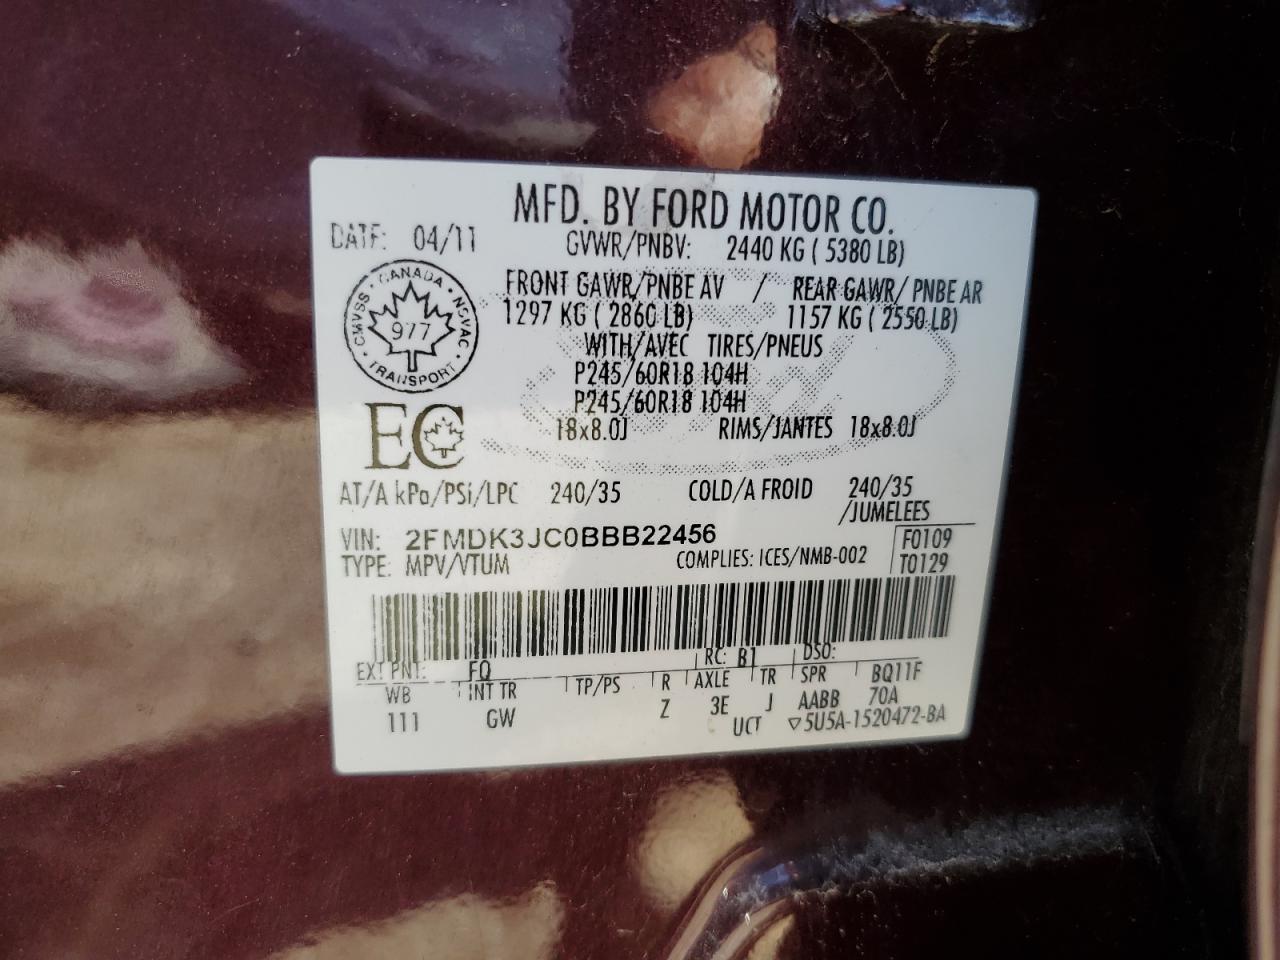 MFD. BY FORD MOTOR CO.
DATE: 04/11
GVWR/PNBV: 2440 KG ( 5380 LB)
FRONT GAWR/PNBE AV / REAR GAWR/ PNBE AR
1297 KG ( 2860 LB) 1157 KG ( 2550 LB)
WITH/AVEC TIRES/PNEUS
P245/60R18 104H
P245/60R18 104H
18x8.0J RIMS/JANTES 18x8.0J
CANADA
CMVSS · NSVAC
977
TRANSPORT
EC
AT/A kPa/PSi/LPC 240/35 COLD/A FROID 240/35
/JUMELEES
VIN: 2FMDK3JC0BBB22456
F0109
TYPE: MPV/VTUM COMPLIES: ICES/NMB-002 T0129
EXT PNT: FQ RC: B1 DSO:
WB INT TR TP/PS R AXLE TR SPR BQ11F
111 GW Z 3E J AABB 70A
UCT ▽5U5A-1520472-BA